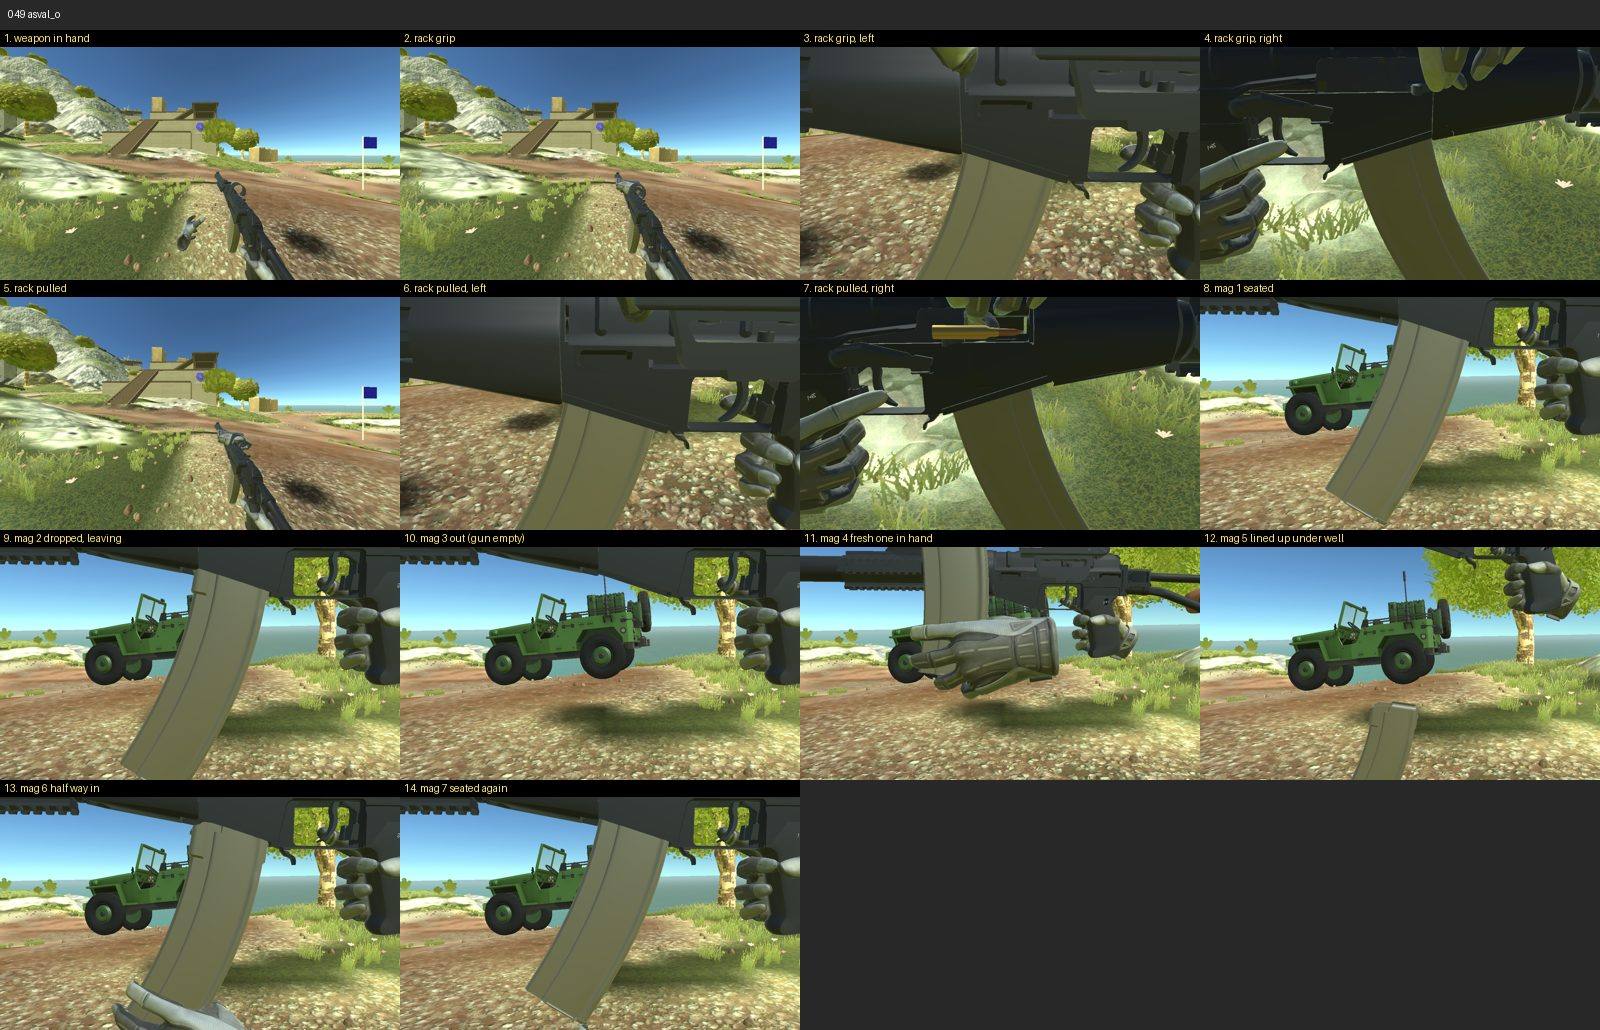 049 asval_o
1. weapon in hand
2. rack grip
3. rack grip, left
4. rack grip, right
5. rack pulled
6. rack pulled, left
7. rack pulled, right
8. mag 1 seated
9. mag 2 dropped, leaving
10. mag 3 out (gun empty)
11. mag 4 fresh one in hand
12. mag 5 lined up under well
13. mag 6 half way in
14. mag 7 seated again